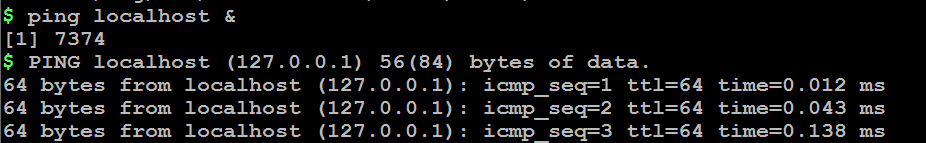 $ ping localhost &
[1] 7374
$ PING localhost (127.0.0.1) 56(84) bytes of data.
64 bytes from localhost (127.0.0.1): icmp_seq=1 ttl=64 time=0.012 ms
64 bytes from localhost (127.0.0.1): icmp_seq=2 ttl=64 time=0.043 ms
64 bytes from localhost (127.0.0.1): icmp_seq=3 ttl=64 time=0.138 ms